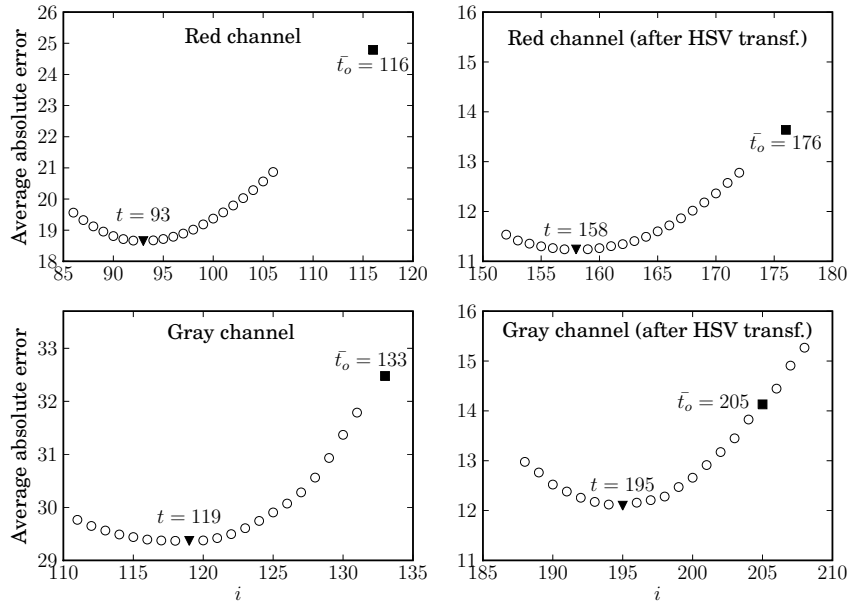 26
25
24
23
22
21
20
19
18
Average absolute error
Red channel
t̄ₒ = 116
t = 93
85 90 95 100 105 110 115 120
16
15
14
13
12
11
Red channel (after HSV transf.)
t̄ₒ = 176
t = 158
150 155 160 165 170 175 180
33
32
31
30
29
Average absolute error
Gray channel
t̄ₒ = 133
t = 119
110 115 120 125 130 135
i
16
15
14
13
12
11
Gray channel (after HSV transf.)
t̄ₒ = 205
t = 195
185 190 195 200 205 210
i